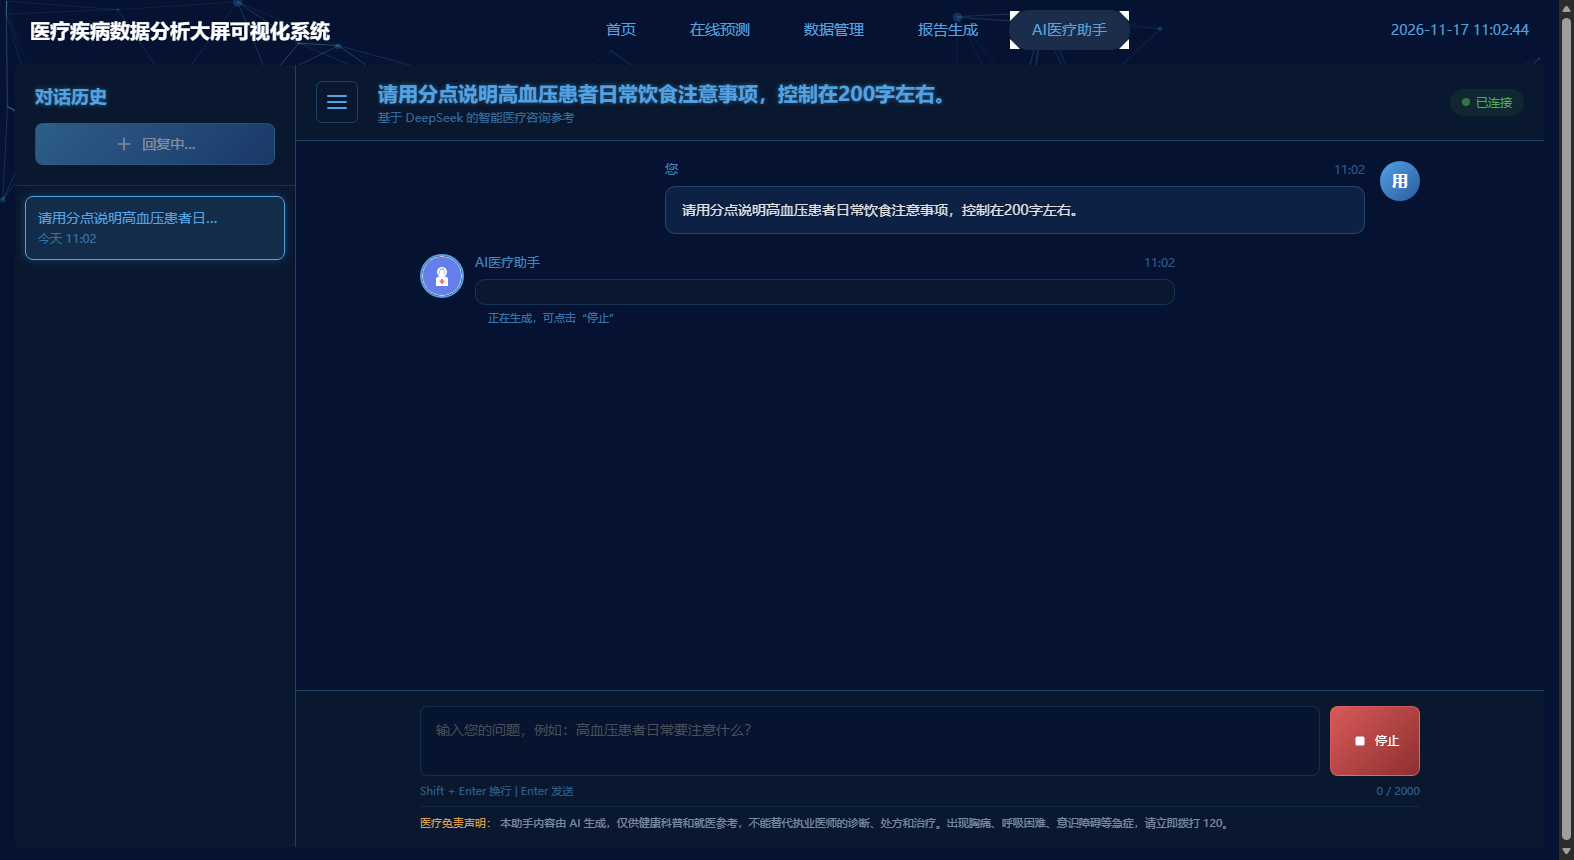 医疗疾病数据分析大屏可视化系统
首页 在线预测 数据管理 报告生成 AI医疗助手
2026-11-17 11:02:44
对话历史
回复中...
请用分点说明高血压患者日...
今天 11:02
请用分点说明高血压患者日常饮食注意事项，控制在200字左右。
基于 DeepSeek 的智能医疗咨询参考
已连接
您 11:02
用
请用分点说明高血压患者日常饮食注意事项，控制在200字左右。
AI医疗助手 11:02
正在生成，可点击“停止”
输入您的问题，例如：高血压患者日常要注意什么？
停止
Shift + Enter 换行 | Enter 发送 0 / 2000
医疗免责声明： 本助手内容由 AI 生成，仅供健康科普和就医参考，不能替代执业医师的诊断、处方和治疗。出现胸痛、呼吸困难、意识障碍等急症，请立即拨打 120。